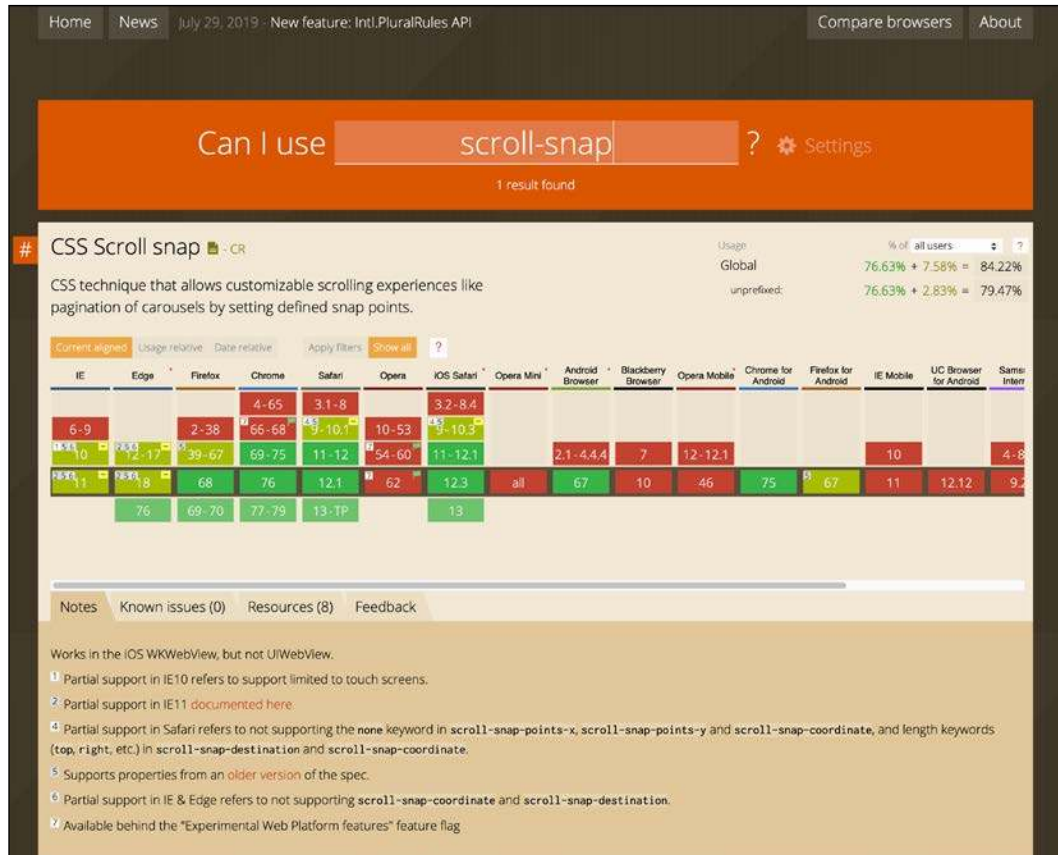 Home News July 29, 2019 - New feature: Intl.PluralRules API Compare browsers About
Can I use scroll-snap ? Settings
1 result found
# CSS Scroll snap - CR
CSS technique that allows customizable scrolling experiences like
pagination of carousels by setting defined snap points.
Usage % of all users ?
Global 76.63% + 7.58% = 84.22%
unprefixed: 76.63% + 2.83% = 79.47%
Current aligned Usage relative Date relative Apply filters Show all ?
IE Edge * Firefox Chrome Safari * Opera iOS Safari * Opera Mini * Android Browser * Blackberry Browser Opera Mobile * Chrome for Android Firefox for Android IE Mobile UC Browser for Android
4-65 3.1-8 3.2-8.4
6-9 2-38 66-68 9-10.1 10-53 9-10.3
10 12-17 39-67 69-75 11-12 54-60 11-12.1 2.1-4.4.4 7 12-12.1 10 4-8
11 18 68 76 12.1 62 12.3 all 67 10 46 75 67 11 12.12 9.2
76 69-70 77-79 13-TP 13
Notes Known issues (0) Resources (8) Feedback
Works in the iOS WKWebView, but not UIWebView.
1 Partial support in IE10 refers to support limited to touch screens.
2 Partial support in IE11 documented here
4 Partial support in Safari refers to not supporting the none keyword in scroll-snap-points-x, scroll-snap-points-y and scroll-snap-coordinate, and length keywords
(top, right, etc.) in scroll-snap-destination and scroll-snap-coordinate.
5 Supports properties from an older version of the spec.
6 Partial support in IE & Edge refers to not supporting scroll-snap-coordinate and scroll-snap-destination.
7 Available behind the "Experimental Web Platform features" feature flag